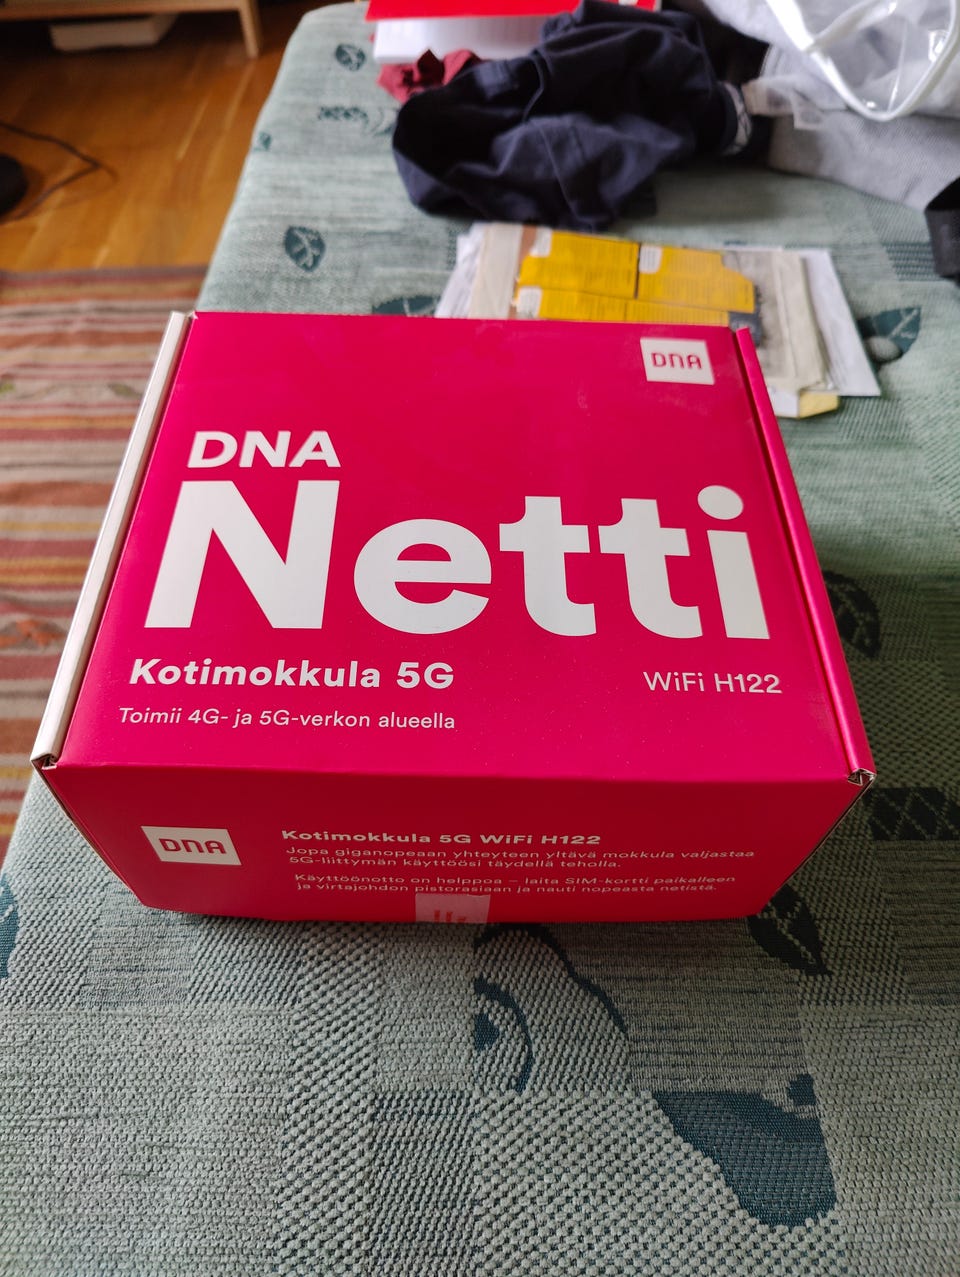 DNA
DNA
Netti
Kotimokkula 5G
WiFi H122
Toimii 4G- ja 5G-verkon alueella
DNA
Kotimokkula 5G WiFi H122
Jopa giganopeaan yhteyteen yltävä mokkula valjastaa
5G-liittymän käyttöösi täydellä teholla.
Käyttöönotto on helppoa – laita SIM-kortti paikalleen
ja virtajohdon pistorasiaan ja nauti nopeasta netistä.